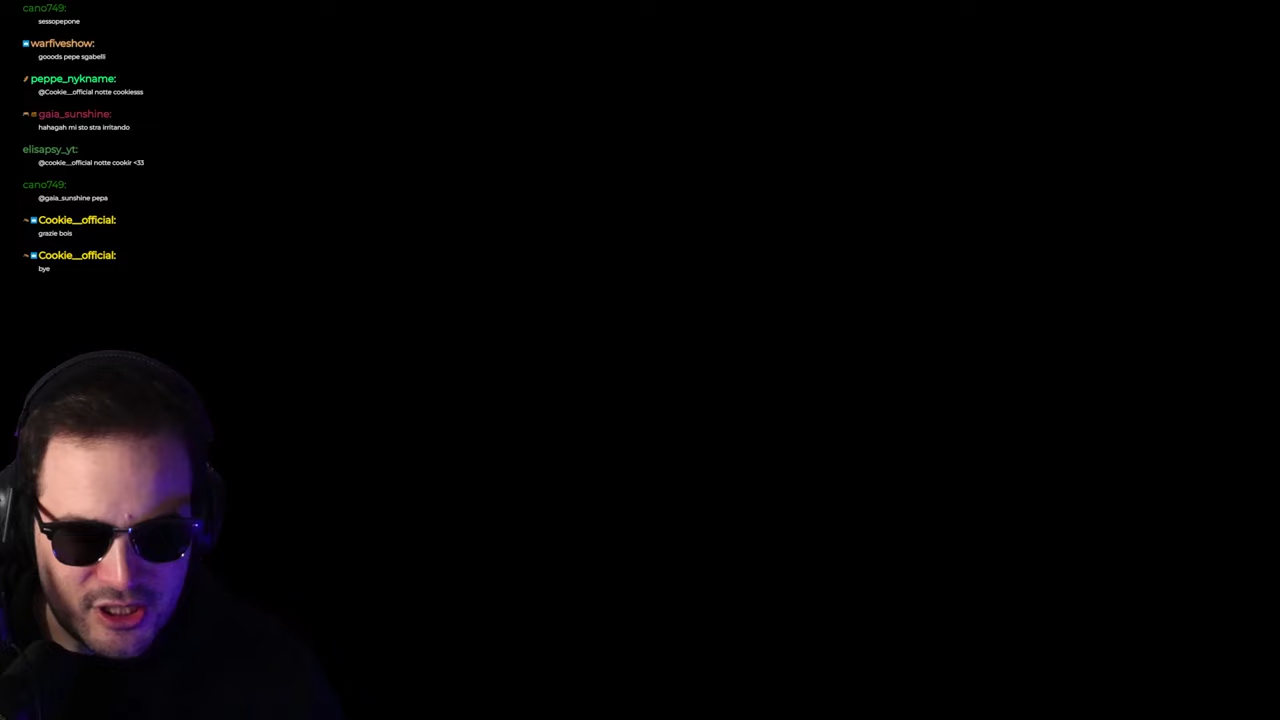 cano749:
sessopepone
warfiveshow:
gooods pepe sgabelli
peppe_nykname:
@Cookie__official notte cookiesss
gaia_sunshine:
hahagah mi sto stra irritando
elisapsy_yt:
@cookie__official notte cookir <33
cano749:
@gaia_sunshine pepa
Cookie__official:
grazie bois
Cookie__official:
bye